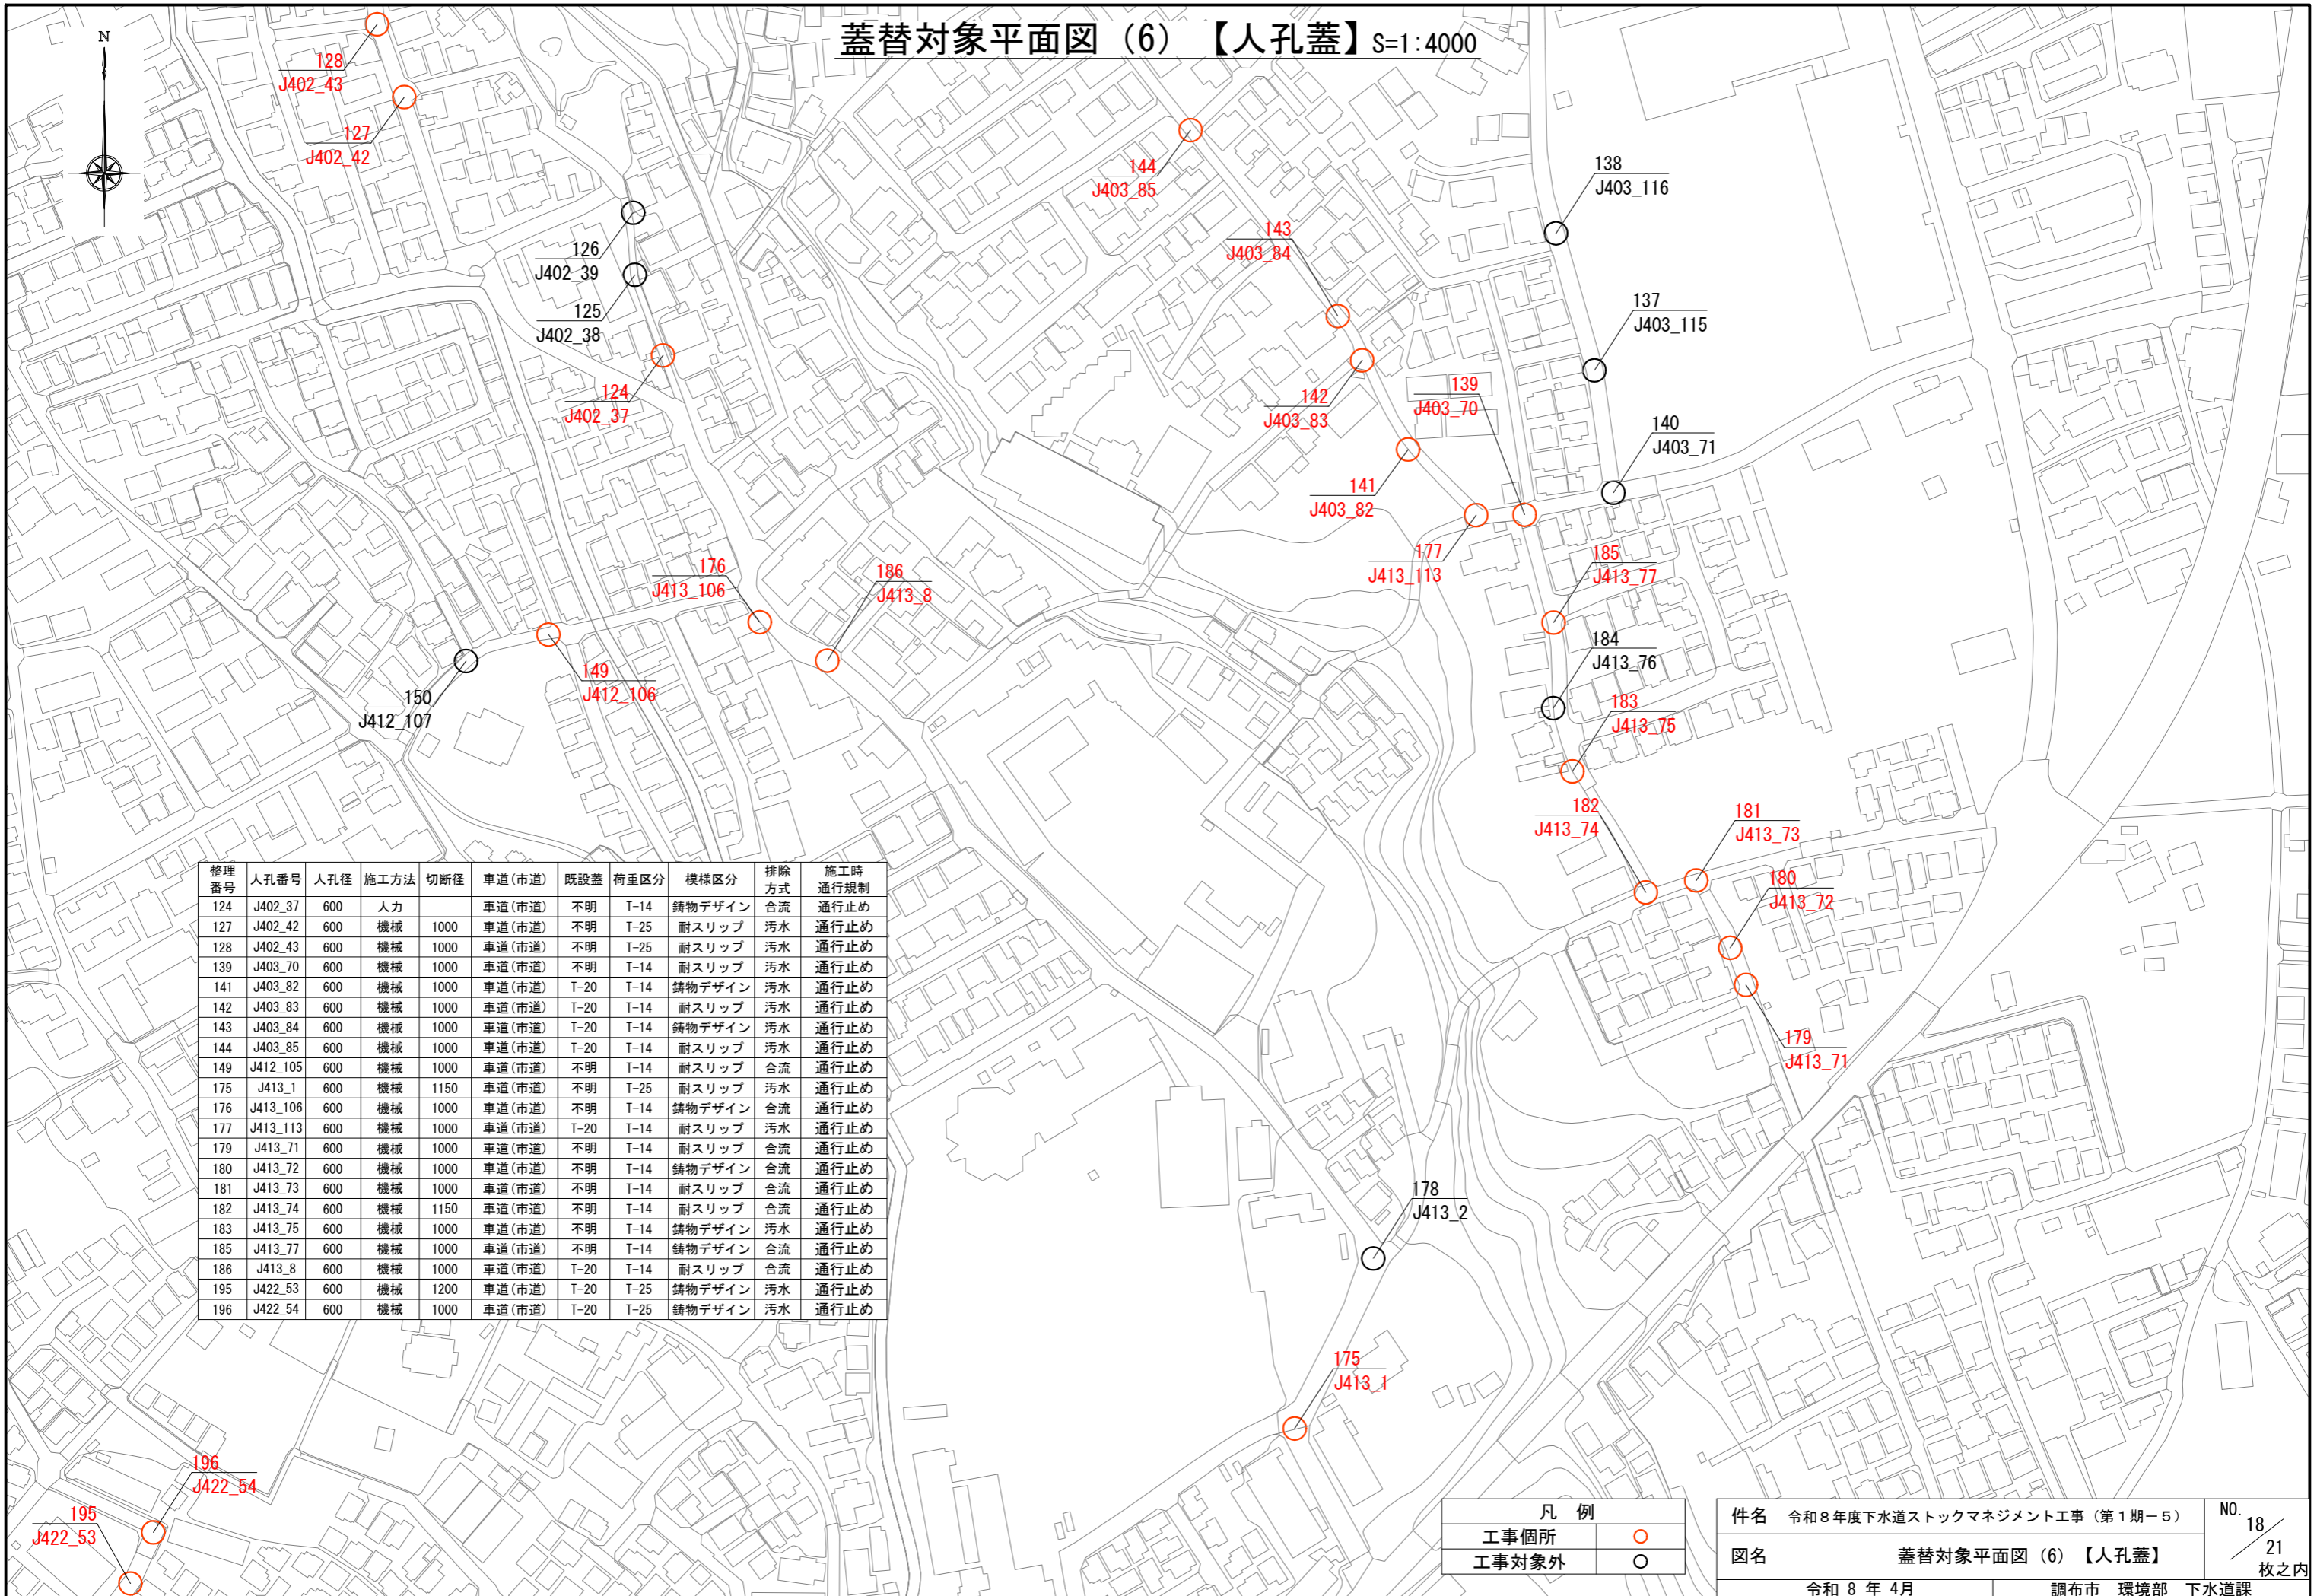 蓋替対象平面図（6）【人孔蓋】S=1:4000
N
128
J402_43
127
J402_42
144
J403_85
138
J403_116
126
J402_39
143
J403_84
125
J402_38
137
J403_115
124
J402_37
142
J403_83
139
J403_70
140
J403_71
141
J403_82
177
J413_113
185
J413_77
176
J413_106
186
J413_8
184
J413_76
149
J412_106
150
J412_107
183
J413_75
182
J413_74
181
J413_73
180
J413_72
179
J413_71
178
J413_2
175
J413_1
196
J422_54
195
J422_53
整理番号 人孔番号 人孔径 施工方法 切断径 車道(市道) 既設蓋 荷重区分 模様区分 排除方式 施工時通行規制
124 J402_37 600 人力 車道(市道) 不明 T-14 鋳物デザイン 合流 通行止め
127 J402_42 600 機械 1000 車道(市道) 不明 T-25 耐スリップ 汚水 通行止め
128 J402_43 600 機械 1000 車道(市道) 不明 T-25 耐スリップ 汚水 通行止め
139 J403_70 600 機械 1000 車道(市道) 不明 T-14 耐スリップ 汚水 通行止め
141 J403_82 600 機械 1000 車道(市道) T-20 T-14 鋳物デザイン 汚水 通行止め
142 J403_83 600 機械 1000 車道(市道) T-20 T-14 耐スリップ 汚水 通行止め
143 J403_84 600 機械 1000 車道(市道) T-20 T-14 鋳物デザイン 汚水 通行止め
144 J403_85 600 機械 1000 車道(市道) T-20 T-14 耐スリップ 汚水 通行止め
149 J412_105 600 機械 1000 車道(市道) 不明 T-14 耐スリップ 合流 通行止め
175 J413_1 600 機械 1150 車道(市道) 不明 T-25 耐スリップ 汚水 通行止め
176 J413_106 600 機械 1000 車道(市道) 不明 T-14 鋳物デザイン 合流 通行止め
177 J413_113 600 機械 1000 車道(市道) T-20 T-14 耐スリップ 汚水 通行止め
179 J413_71 600 機械 1000 車道(市道) 不明 T-14 耐スリップ 合流 通行止め
180 J413_72 600 機械 1000 車道(市道) 不明 T-14 鋳物デザイン 合流 通行止め
181 J413_73 600 機械 1000 車道(市道) 不明 T-14 耐スリップ 合流 通行止め
182 J413_74 600 機械 1150 車道(市道) 不明 T-14 耐スリップ 合流 通行止め
183 J413_75 600 機械 1000 車道(市道) 不明 T-14 鋳物デザイン 汚水 通行止め
185 J413_77 600 機械 1000 車道(市道) 不明 T-14 鋳物デザイン 合流 通行止め
186 J413_8 600 機械 1000 車道(市道) T-20 T-14 耐スリップ 合流 通行止め
195 J422_53 600 機械 1200 車道(市道) T-20 T-25 鋳物デザイン 汚水 通行止め
196 J422_54 600 機械 1000 車道(市道) T-20 T-25 鋳物デザイン 汚水 通行止め
凡例
工事個所
工事対象外
件名 令和８年度下水道ストックマネジメント工事（第１期－５）
図名 蓋替対象平面図（6）【人孔蓋】
NO. 18/21 枚之内
令和 8 年 4月 調布市 環境部 下水道課